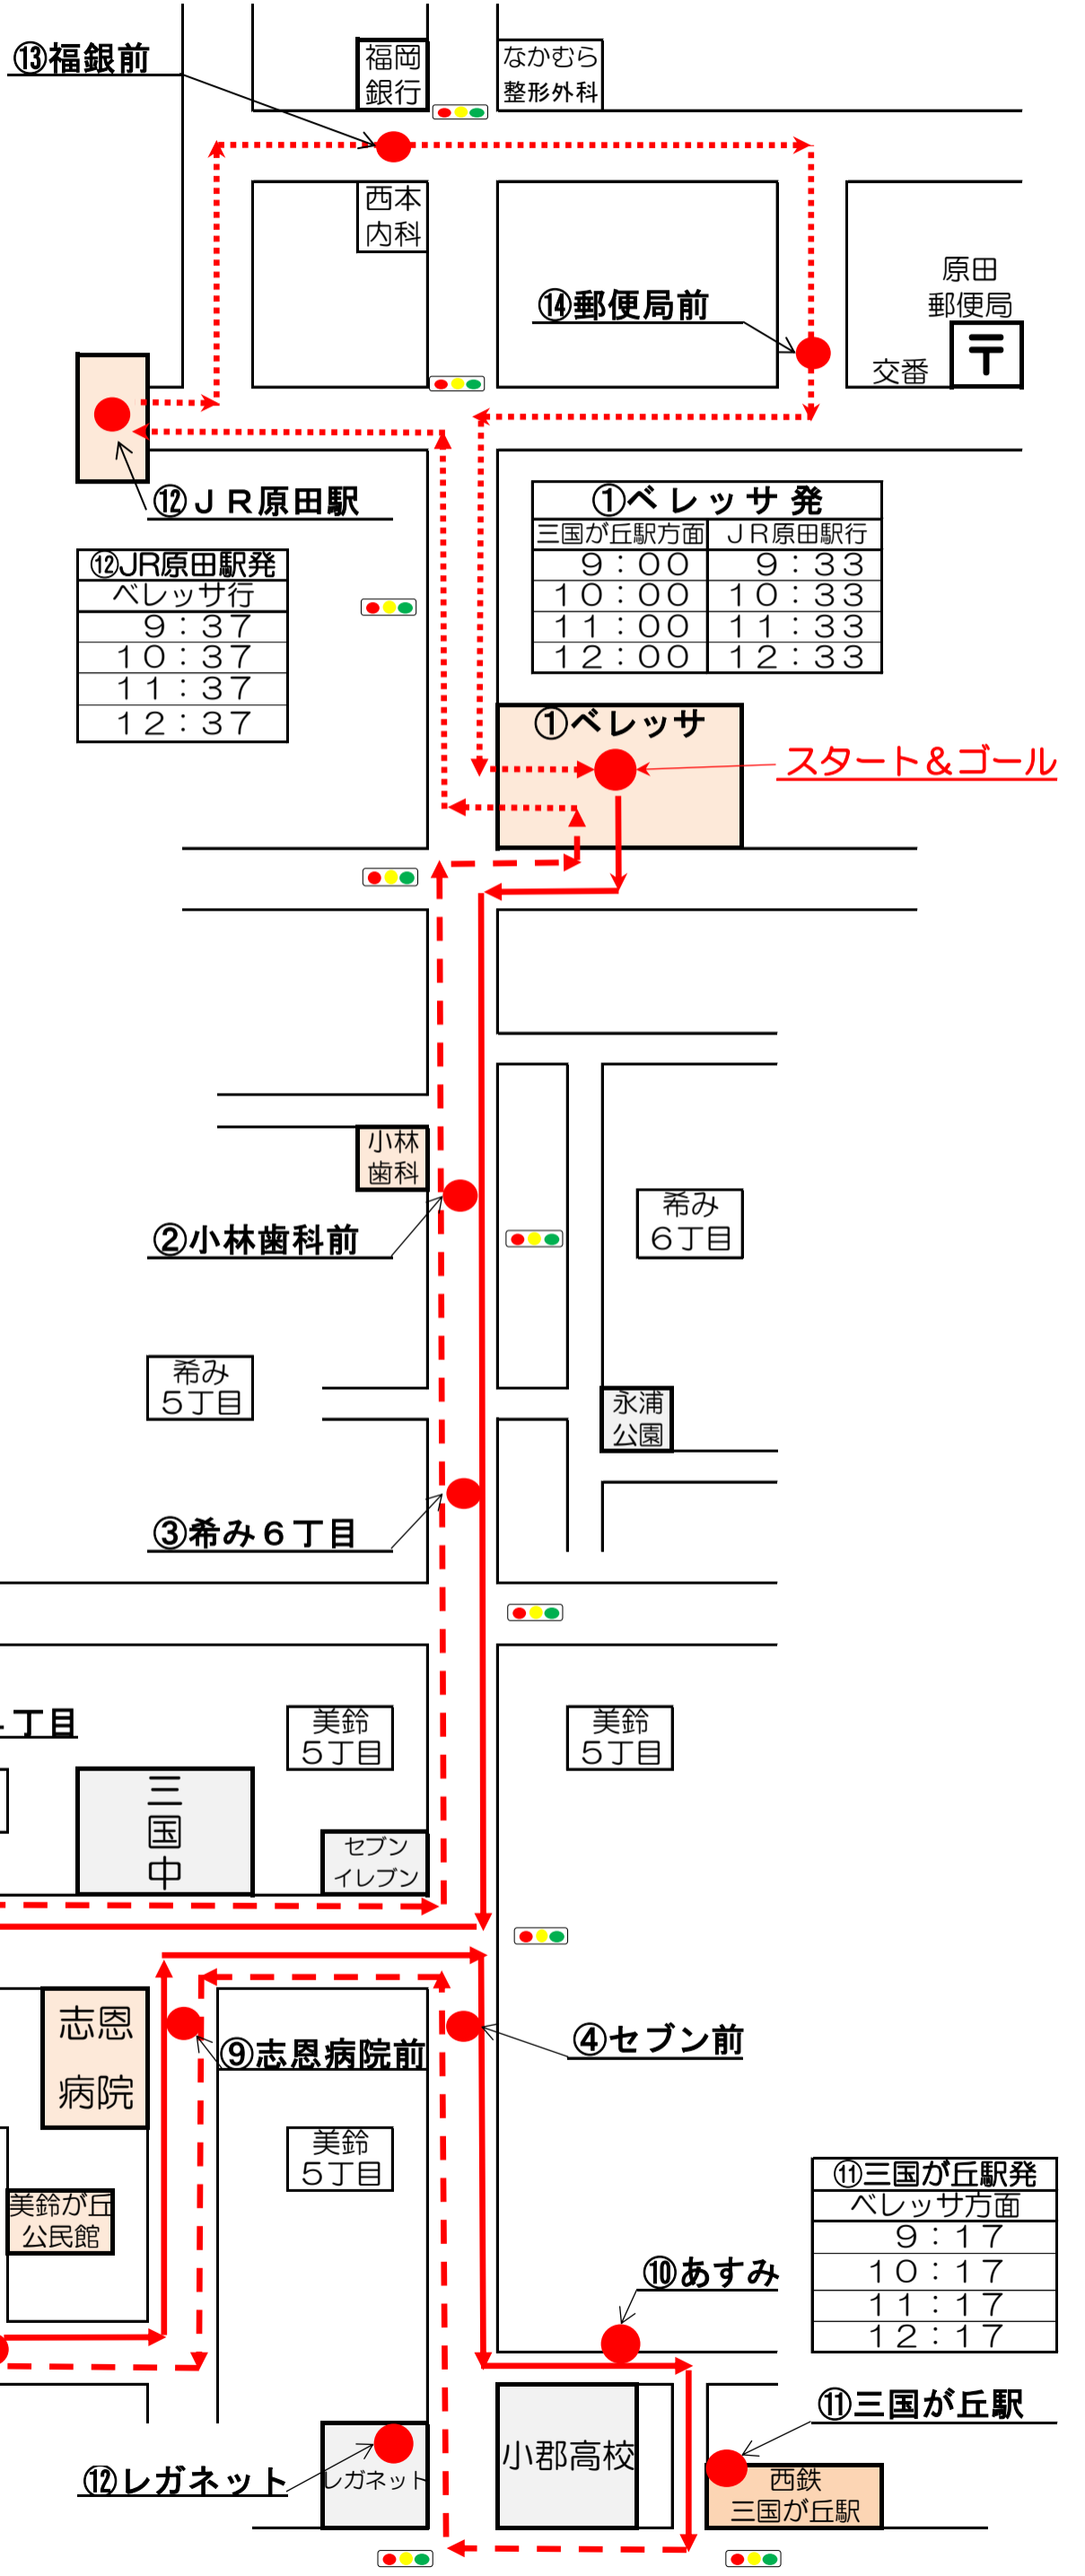 ⑬福銀前
福岡
銀行
なかむら
整形外科
西本
内科
⑭郵便局前
原田
郵便局
〒
交番
⑫ＪＲ原田駅
①ベレッサ発
三国が丘駅方面 ＪＲ原田駅行
９：００ ９：３３
１０：００ １０：３３
１１：００ １１：３３
１２：００ １２：３３
⑫JR原田駅発
ベレッサ行
９：３７
１０：３７
１１：３７
１２：３７
①ベレッサ
スタート＆ゴール
小林
歯科
②小林歯科前
希み
６丁目
希み
５丁目
永浦
公園
③希み６丁目
丁目
美鈴
５丁目
美鈴
５丁目
三
国
中
セブン
イレブン
志恩
病院
⑨志恩病院前
④セブン前
美鈴
５丁目
美鈴が丘
公民館
⑪三国が丘駅発
ベレッサ方面
９：１７
１０：１７
１１：１７
１２：１７
⑩あすみ
⑪三国が丘駅
小郡高校
⑫レガネット
レガネット
西鉄
三国が丘駅